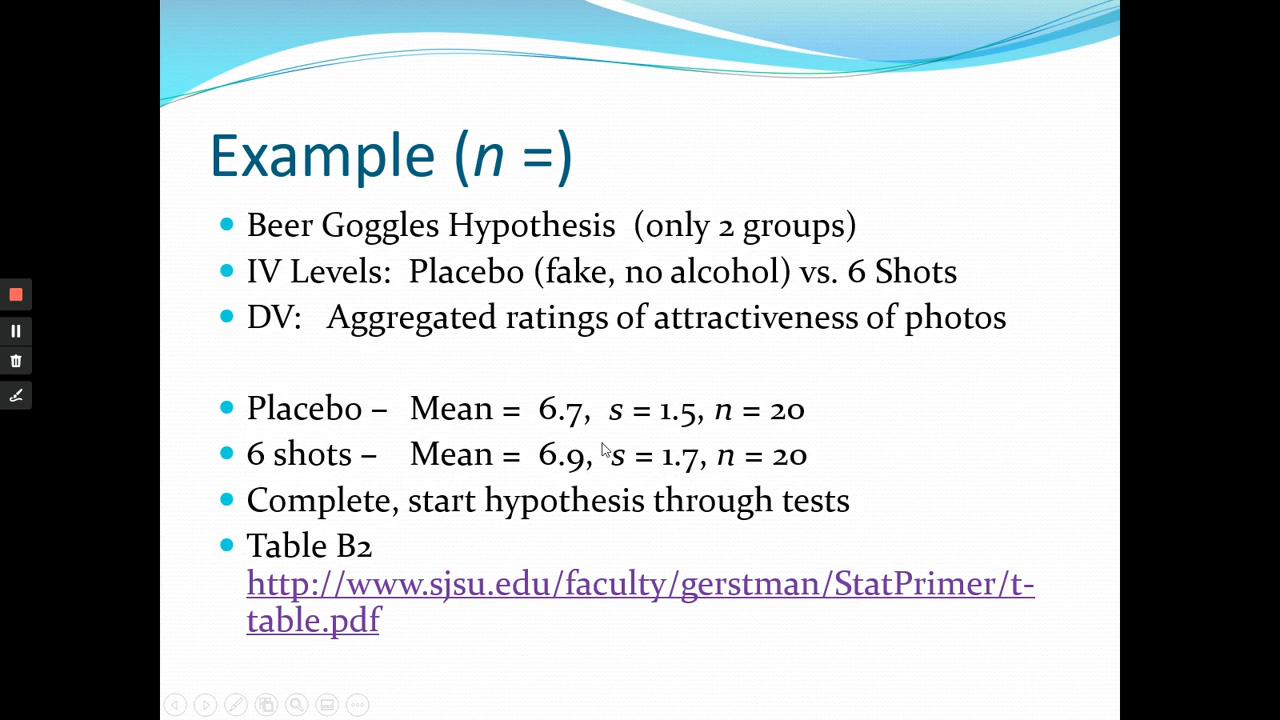 Example (n =)
Beer Goggles Hypothesis (only 2 groups)
IV Levels: Placebo (fake, no alcohol) vs. 6 Shots
DV: Aggregated ratings of attractiveness of photos
Placebo – Mean = 6.7, s = 1.5, n = 20
6 shots – Mean = 6.9, s = 1.7, n = 20
Complete, start hypothesis through tests
Table B2
http://www.sjsu.edu/faculty/gerstman/StatPrimer/t-
table.pdf